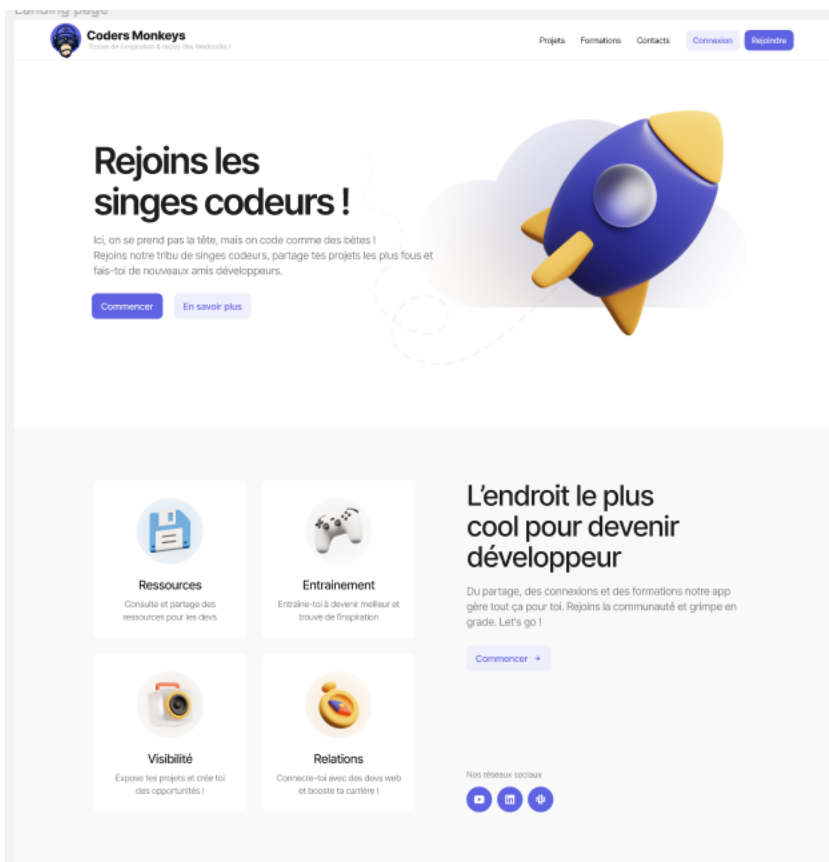 Landing page
Coders Monkeys
Trouve de l'inspiration & reçois des feedbacks !
Projets
Formations
Contacts
Connexion
Rejoindre
Rejoins les
singes codeurs !
Ici, on se prend pas la tête, mais on code comme des bêtes !
Rejoins notre tribu de singes codeurs, partage tes projets les plus fous et
fais-toi de nouveaux amis développeurs.
Commencer
En savoir plus
Ressources
Consulte et partage des
ressources pour les devs
Entrainement
Entraîne-toi à devenir meilleur et
trouve de l'inspiration
Visibilité
Expose tes projets et crée toi
des opportunités !
Relations
Connecte-toi avec des devs web
et booste ta carrière !
L'endroit le plus
cool pour devenir
développeur
Du partage, des connexions et des formations notre app
gère tout ça pour toi. Rejoins la communauté et grimpe en
grade. Let's go !
Commencer →
Nos réseaux sociaux